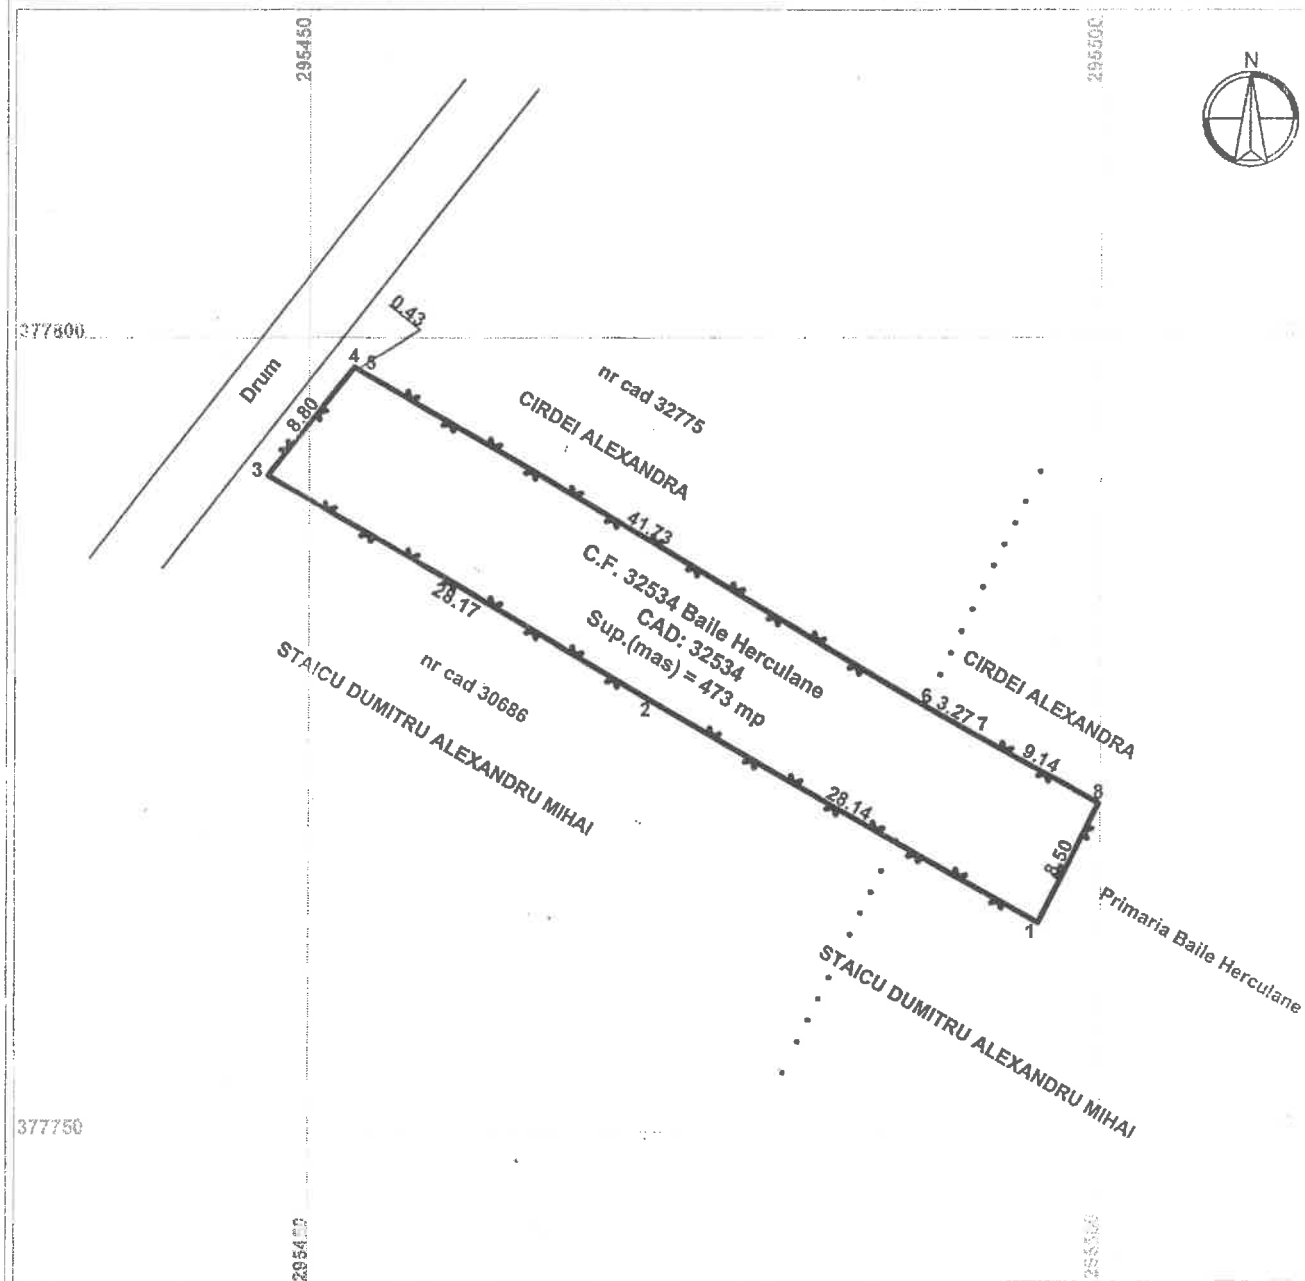 295450
295500
N
377800
0.43
Drum
4 5
8.80
3
nr cad 32775
CIRDEI ALEXANDRA
41.73
C.F. 32534 Baile Herculane
CAD: 32534
Sup.(mas) = 473 mp
28.17
nr cad 30686
STAICU DUMITRU ALEXANDRU MIHAI
2
6 3.27 7
CIRDEI ALEXANDRA
9.14
8
28.14
8.50
1
Primaria Baile Herculane
STAICU DUMITRU ALEXANDRU MIHAI
377750
295450
295500